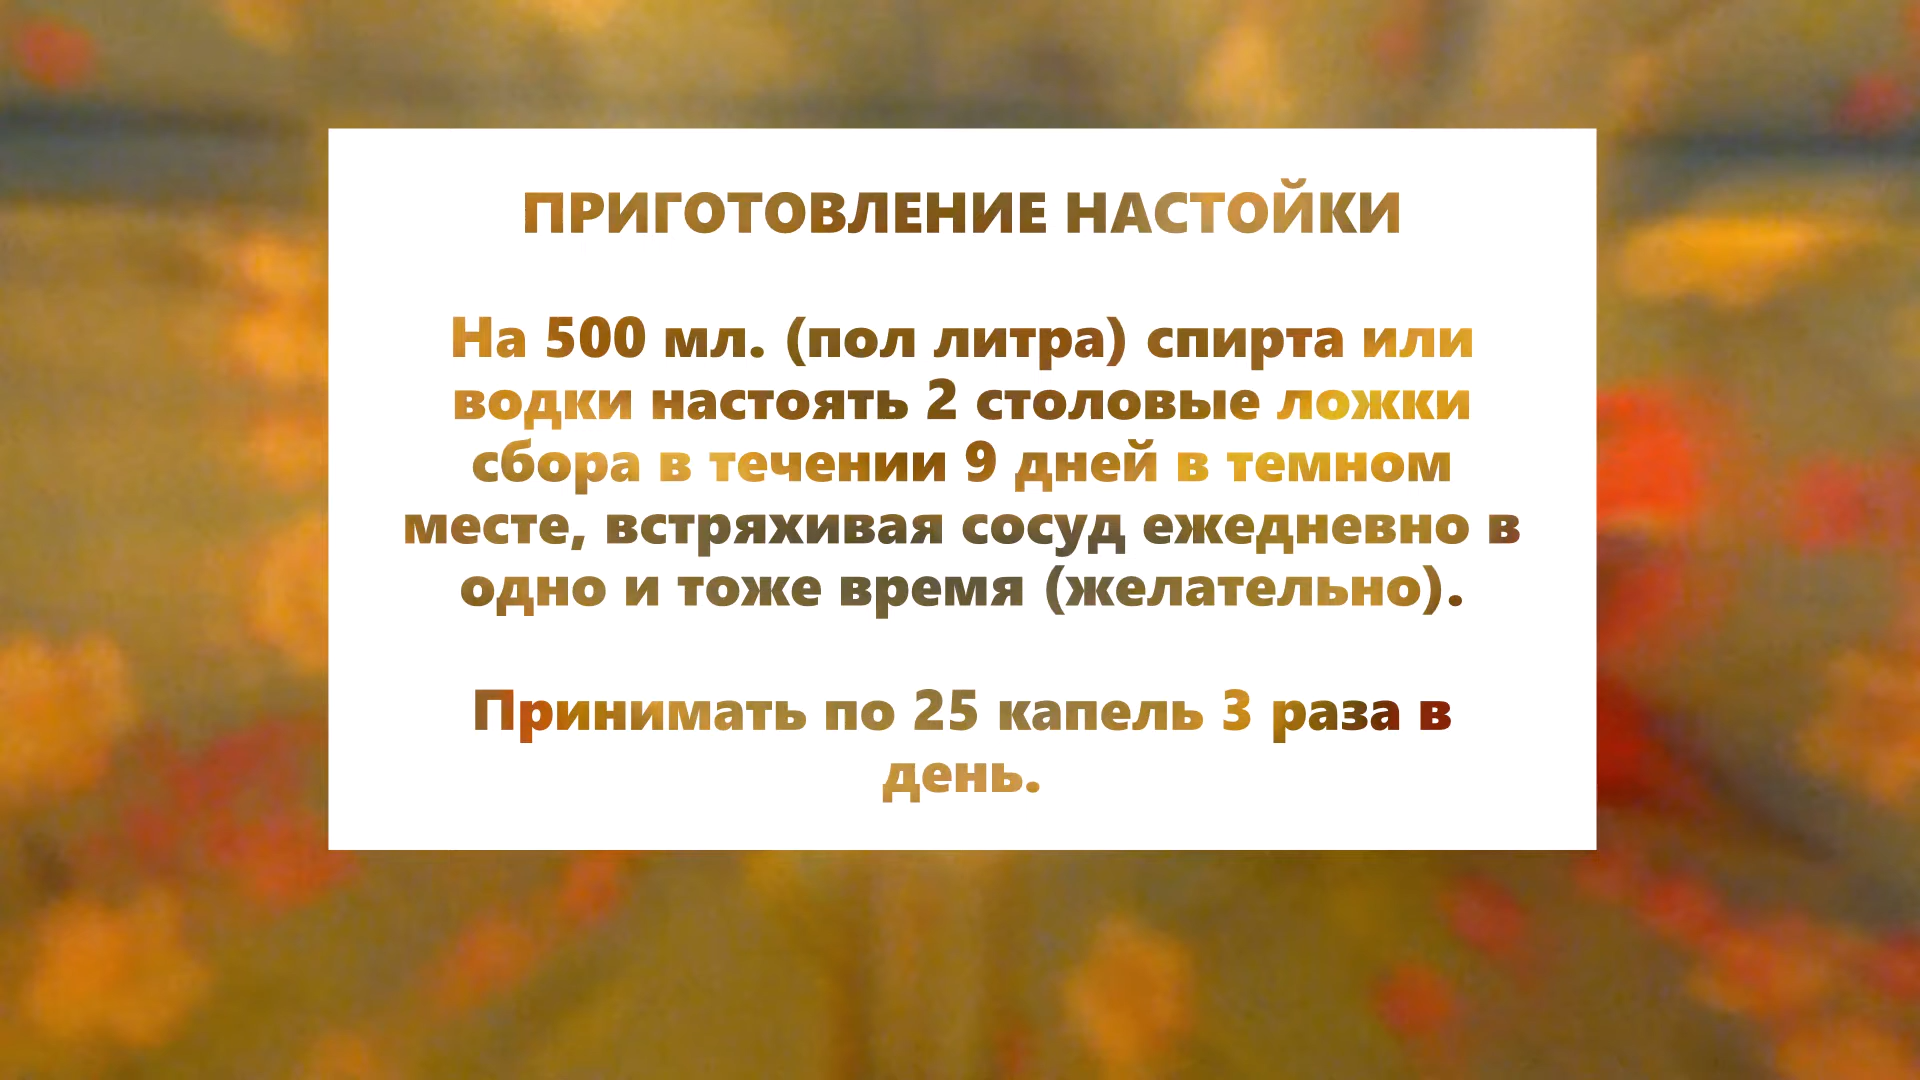 ПРИГОТОВЛЕНИЕ НАСТОЙКИ
На 500 мл. (пол литра) спирта или
водки настоять 2 столовые ложки
сбора в течении 9 дней в темном
месте, встряхивая сосуд ежедневно в
одно и тоже время (желательно).
Принимать по 25 капель 3 раза в
день.